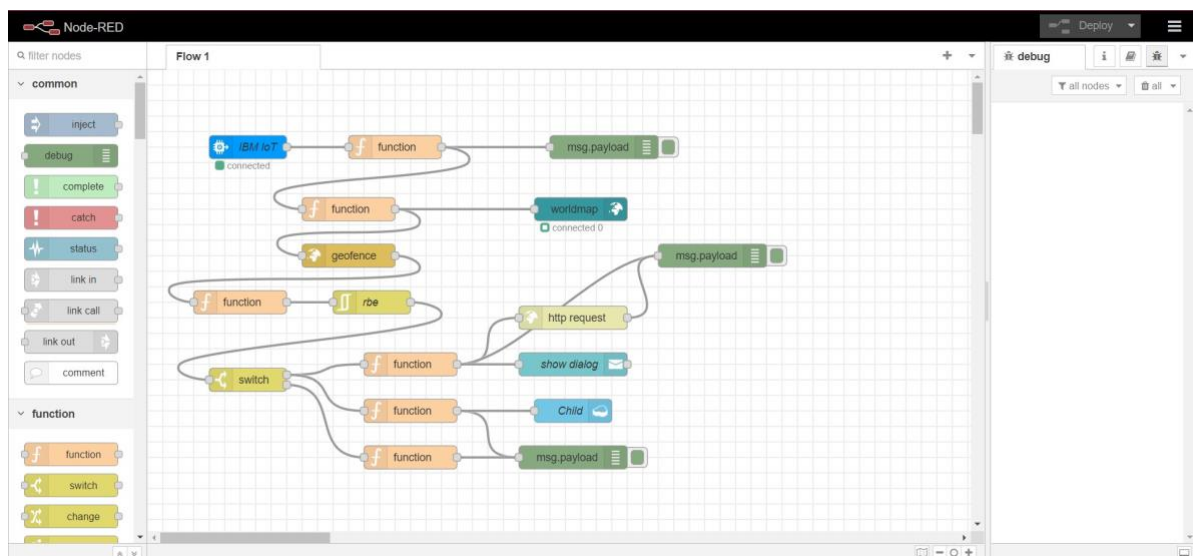 Node-RED
Deploy
filter nodes
Flow 1
debug
all nodes
all
common
inject
debug
complete
catch
status
link in
link call
link out
comment
function
function
switch
change
IBM IoT
connected
function
msg.payload
function
worldmap
connected 0
geofence
msg.payload
function
rbe
http request
switch
function
show dialog
function
Child
function
msg.payload